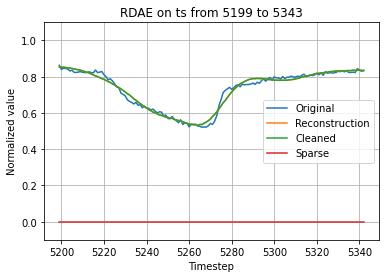 RDAE on ts from 5199 to 5343
Normalized value
1.0
0.8
0.6
0.4
0.2
0.0
Original
Reconstruction
Cleaned
Sparse
5200 5220 5240 5260 5280 5300 5320 5340
Timestep